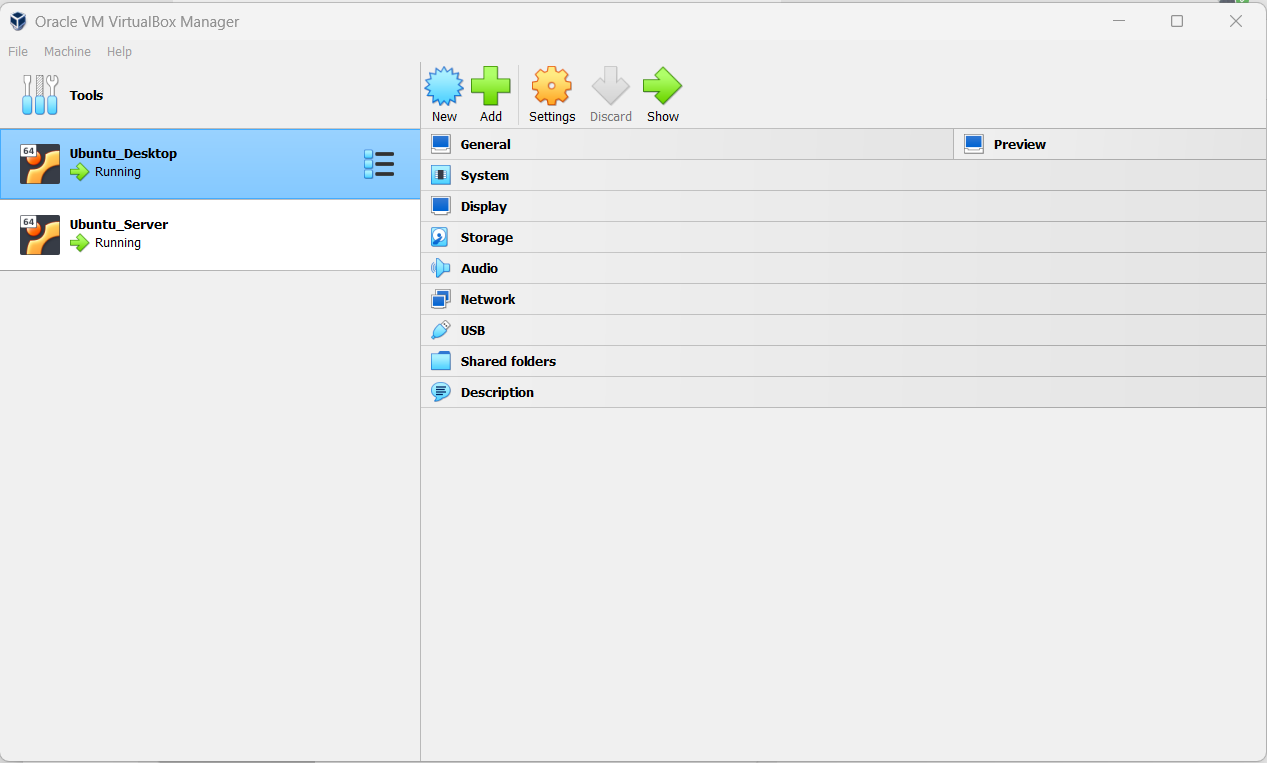 Oracle VM VirtualBox Manager
File Machine Help
Tools
New Add Settings Discard Show
64
Ubuntu_Desktop
Running
64
Ubuntu_Server
Running
General
Preview
System
Display
Storage
Audio
Network
USB
Shared folders
Description